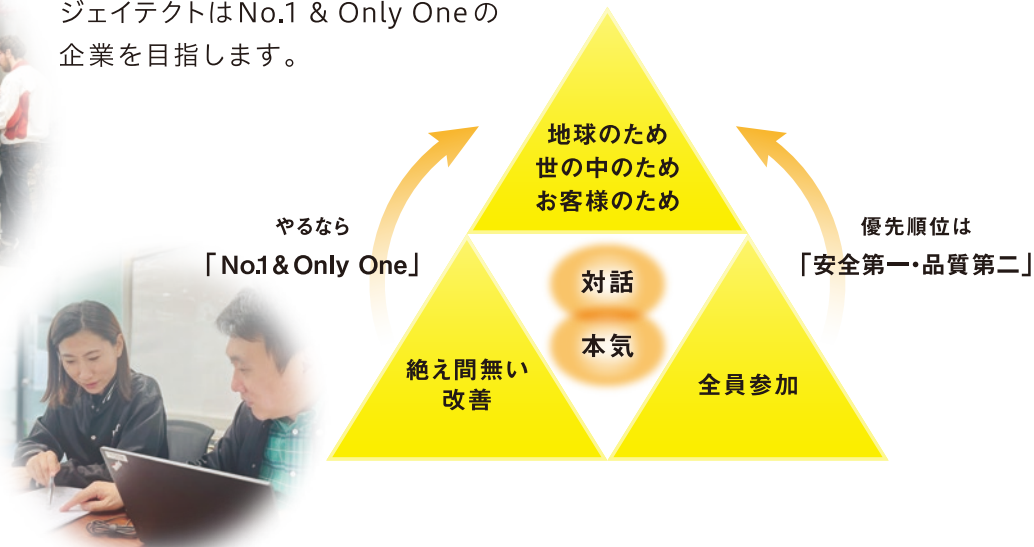 ジェイテクトはNo.1 & Only Oneの
企業を目指します。
地球のため
世の中のため
お客様のため
やるなら
「No.1&Only One」
優先順位は
「安全第一・品質第二」
対話
本気
絶え間無い
改善
全員参加